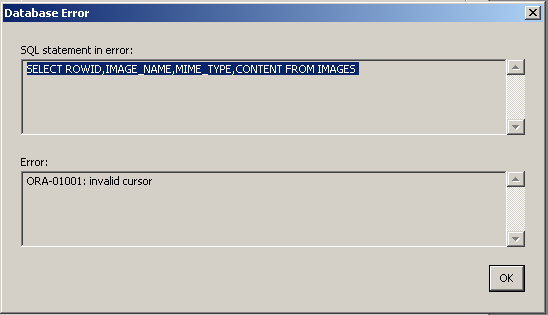 Database Error
SQL statement in error:
SELECT ROWID,IMAGE_NAME,MIME_TYPE,CONTENT FROM IMAGES
Error:
ORA-01001: invalid cursor
OK